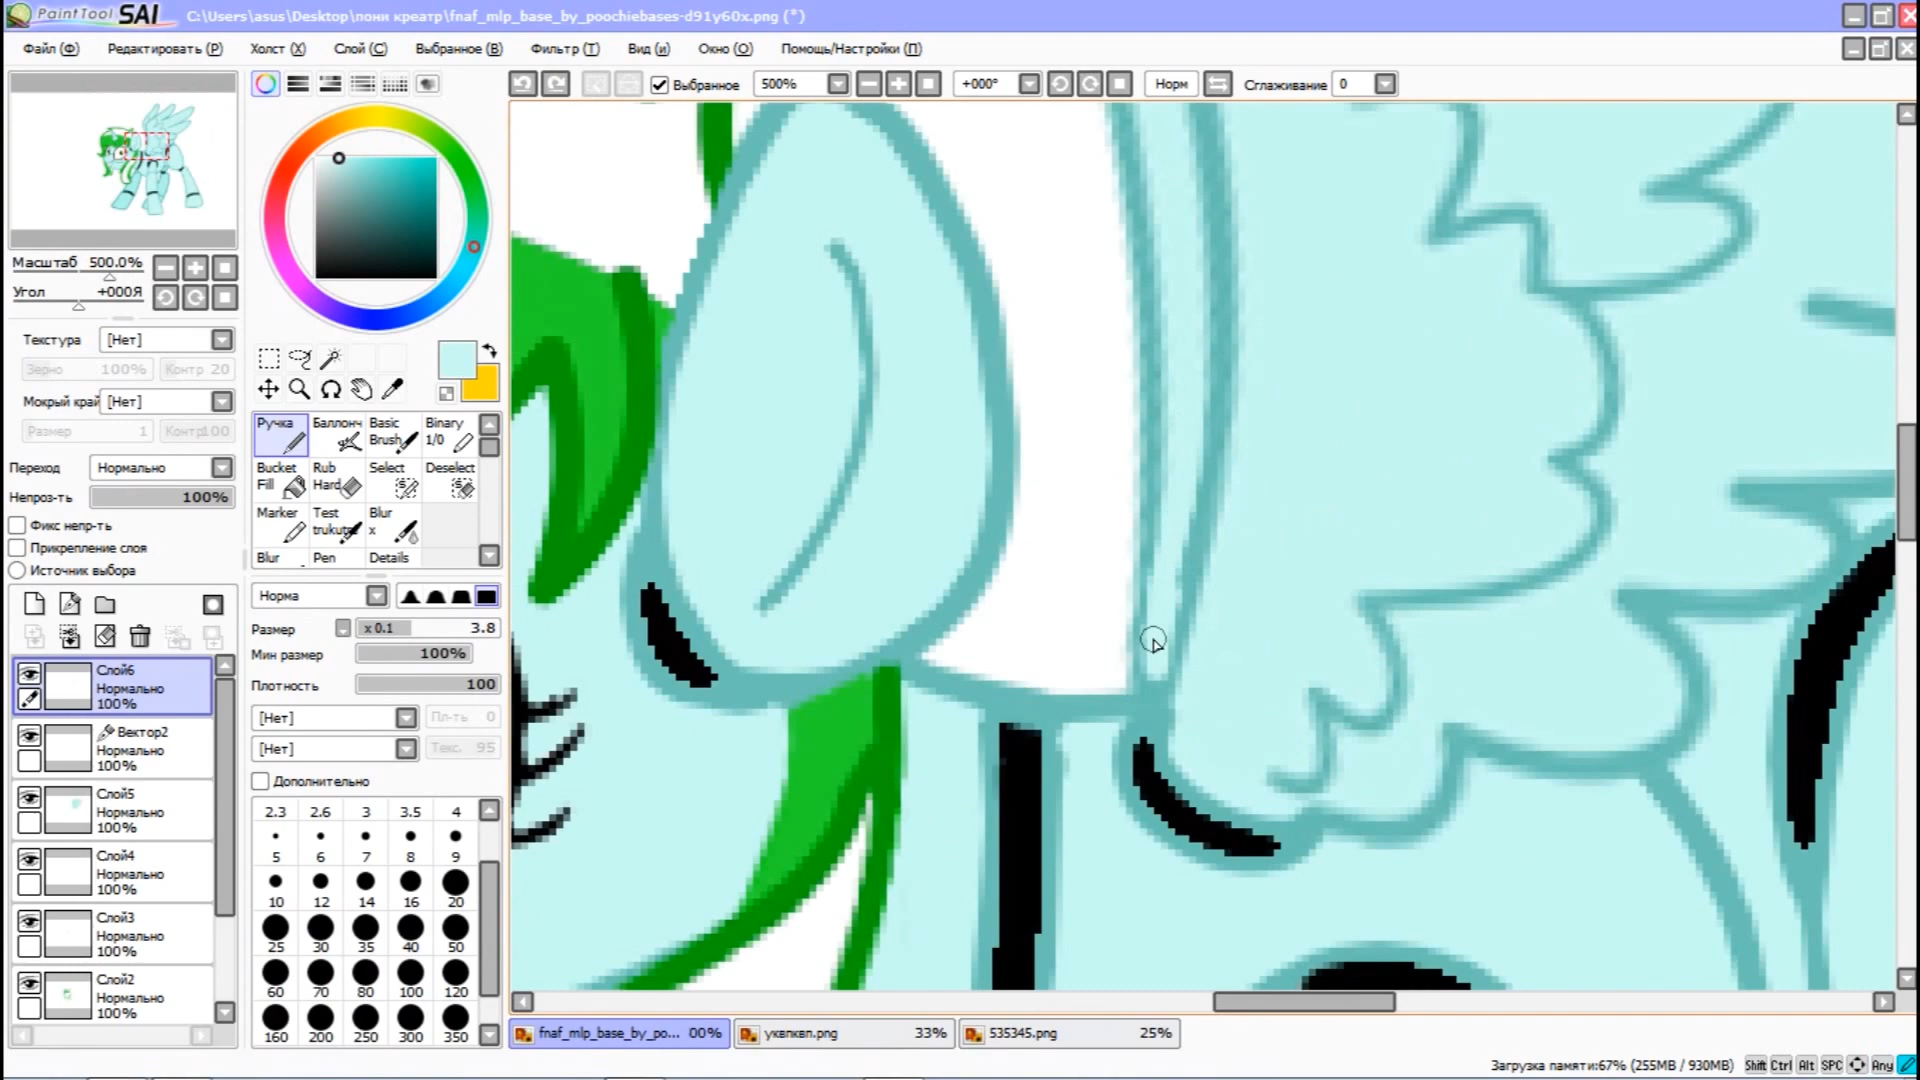 PaintTool SAI C:\Users\asus\Desktop\пони креатр\fnaf_mlp_base_by_poochiebases-d91y60x.png (*)
Файл (Ф) Редактировать (P) Холст (X) Слой (C) Выбранное (B) Фильтр (T) Вид (и) Окно (O) Помощь/Настройки (П)
Выбранное 500% +000° Норм Сглаживание 0
Масштаб 500.0%
Угол +000Я
Текстура [Нет]
Зерно 100% Контр 20
Мокрый край [Нет]
Размер 1 Контр100
Переход Нормально
Непроз-ть 100%
Фикс непр-ть
Прикрепление слоя
Источник выбора
Слой6
Нормально
100%
Вектор2
Нормально
100%
Слой5
Нормально
100%
Слой4
Нормально
100%
Слой3
Нормально
100%
Слой2
Нормально
100%
Ручка Баллонч Basic Brush Binary 1/0
Bucket Fill Rub Hard Select Deselect
Marker Test trukutu Blur x
Blur Pen Details
Норма
Размер x 0.1 3.8
Мин размер 100%
Плотность 100
[Нет] Пл-ть 0
[Нет] Текс. 95
Дополнительно
2.3 2.6 3 3.5 4
5 6 7 8 9
10 12 14 16 20
25 30 35 40 50
60 70 80 100 120
160 200 250 300 350
fnaf_mlp_base_by_po... 00% уквпквп.png 33% 535345.png 25%
Загрузка памяти:67% (255MB / 930MB) Shift Ctrl Alt SPC Any